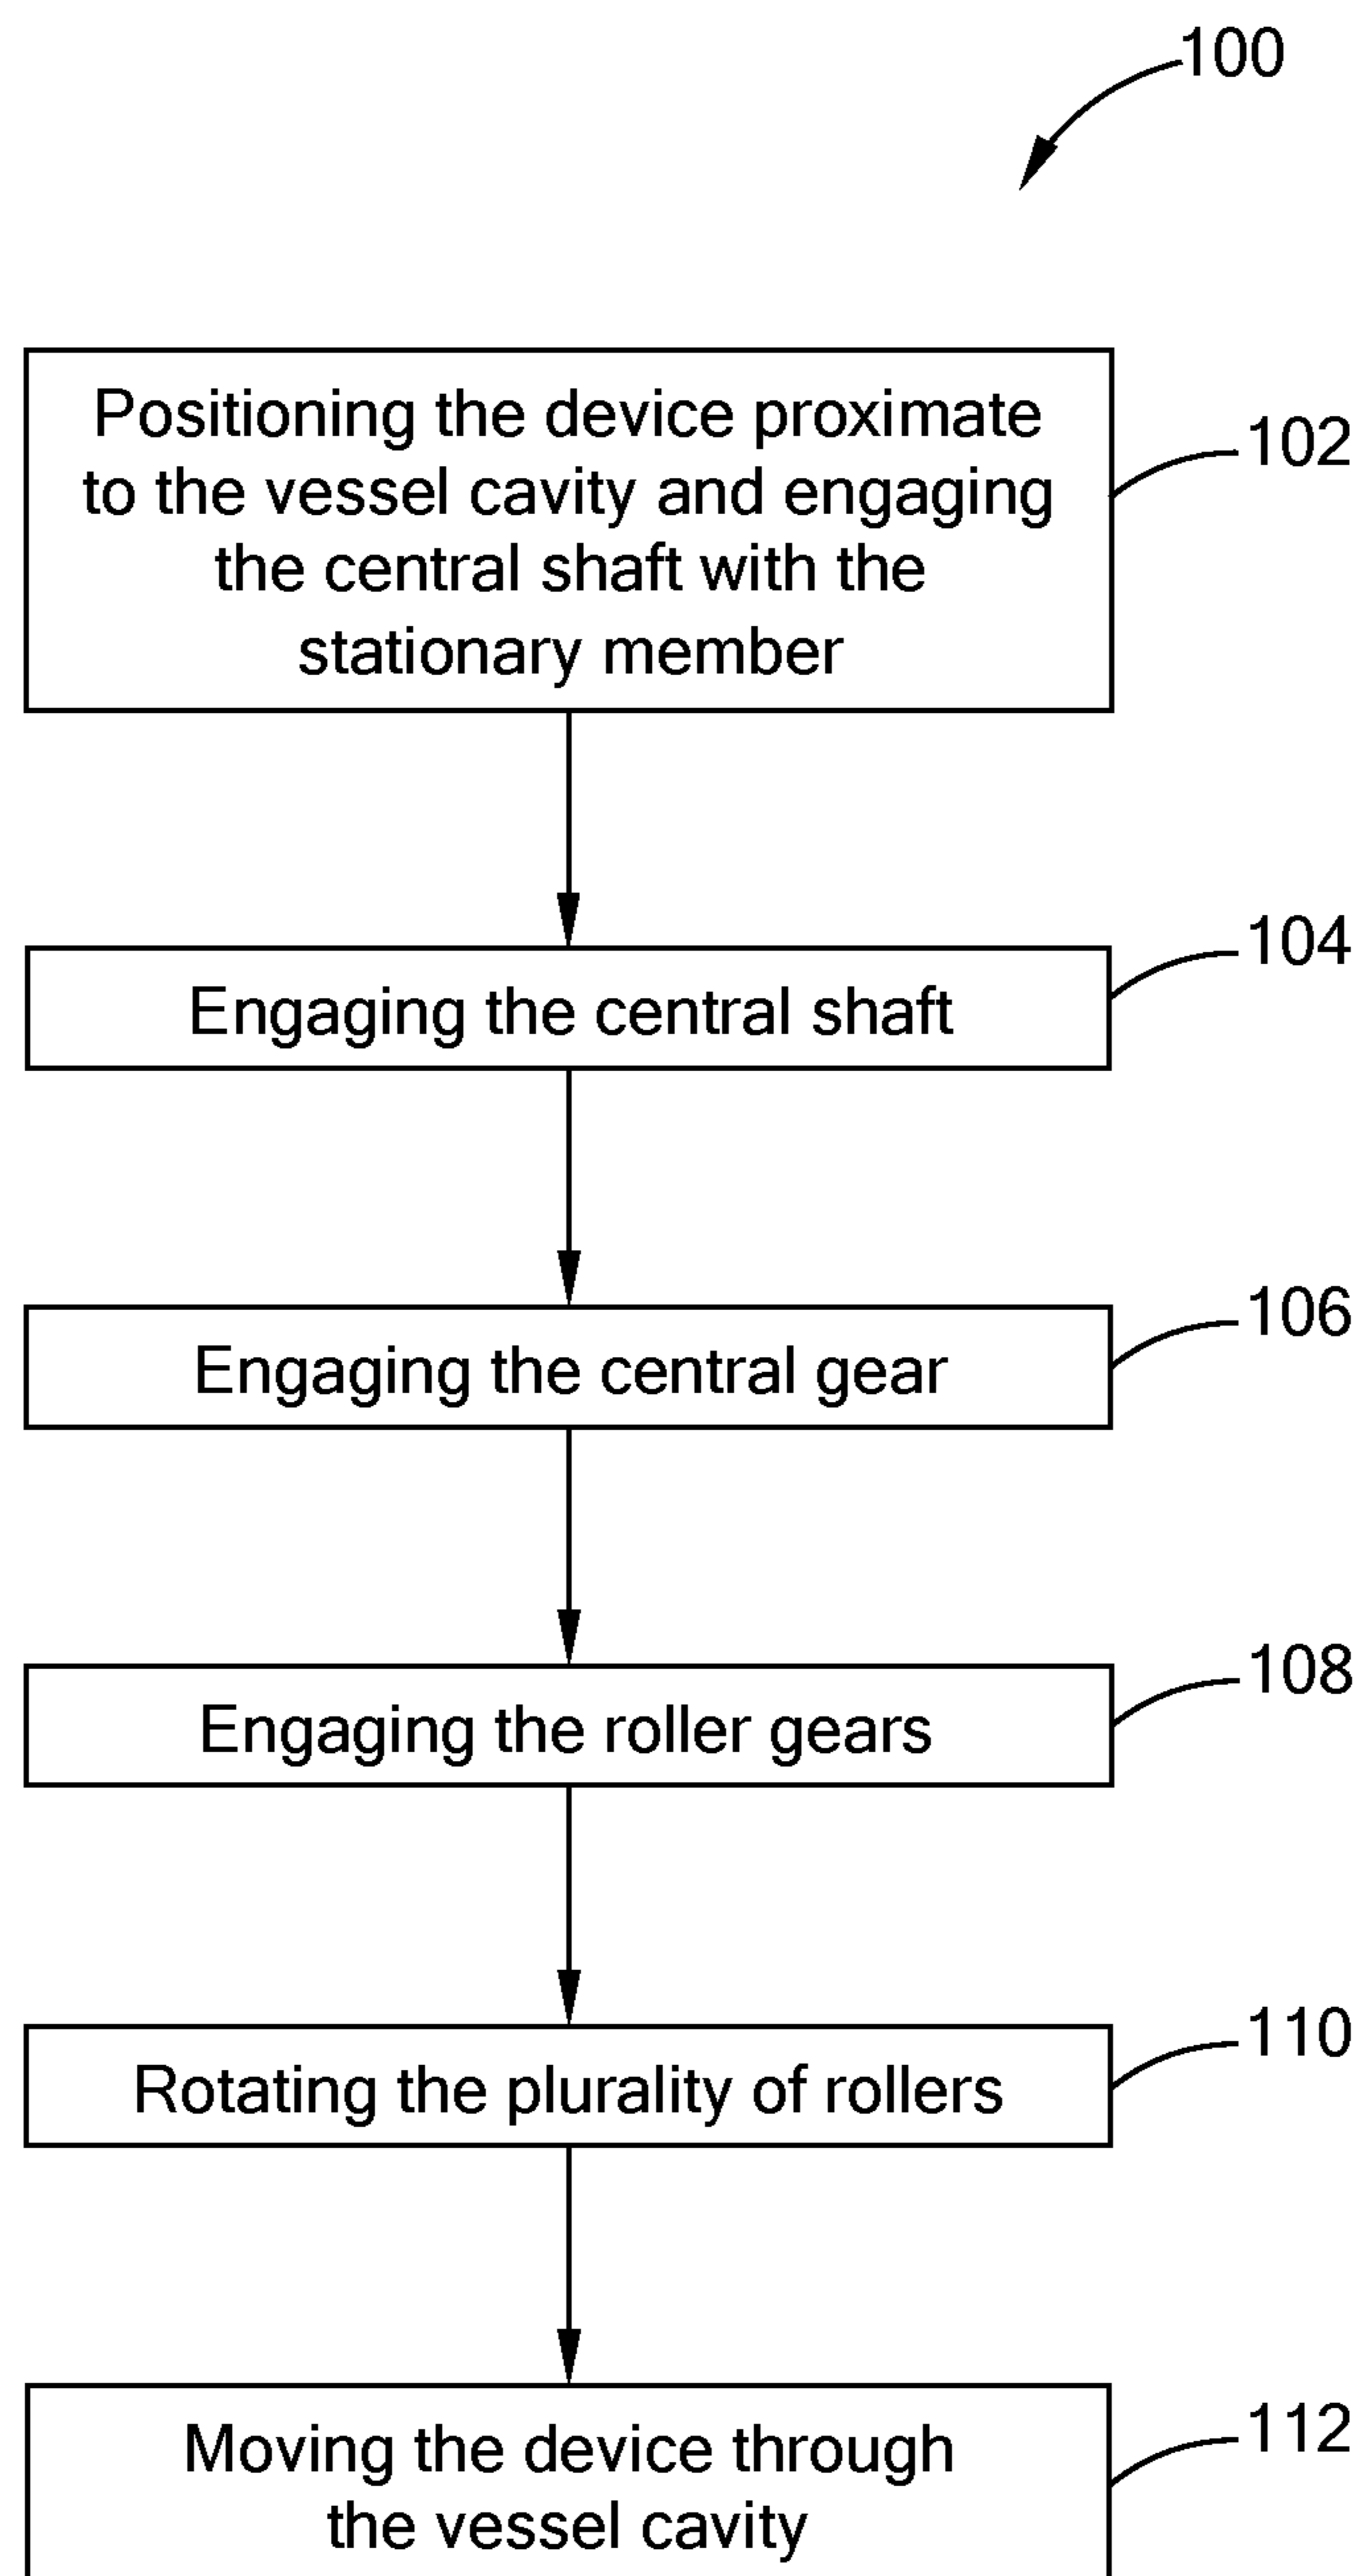 100
Positioning the device proximate
to the vessel cavity and engaging
the central shaft with the
stationary member
102
Engaging the central shaft
104
Engaging the central gear
106
Engaging the roller gears
108
Rotating the plurality of rollers
110
Moving the device through
the vessel cavity
112